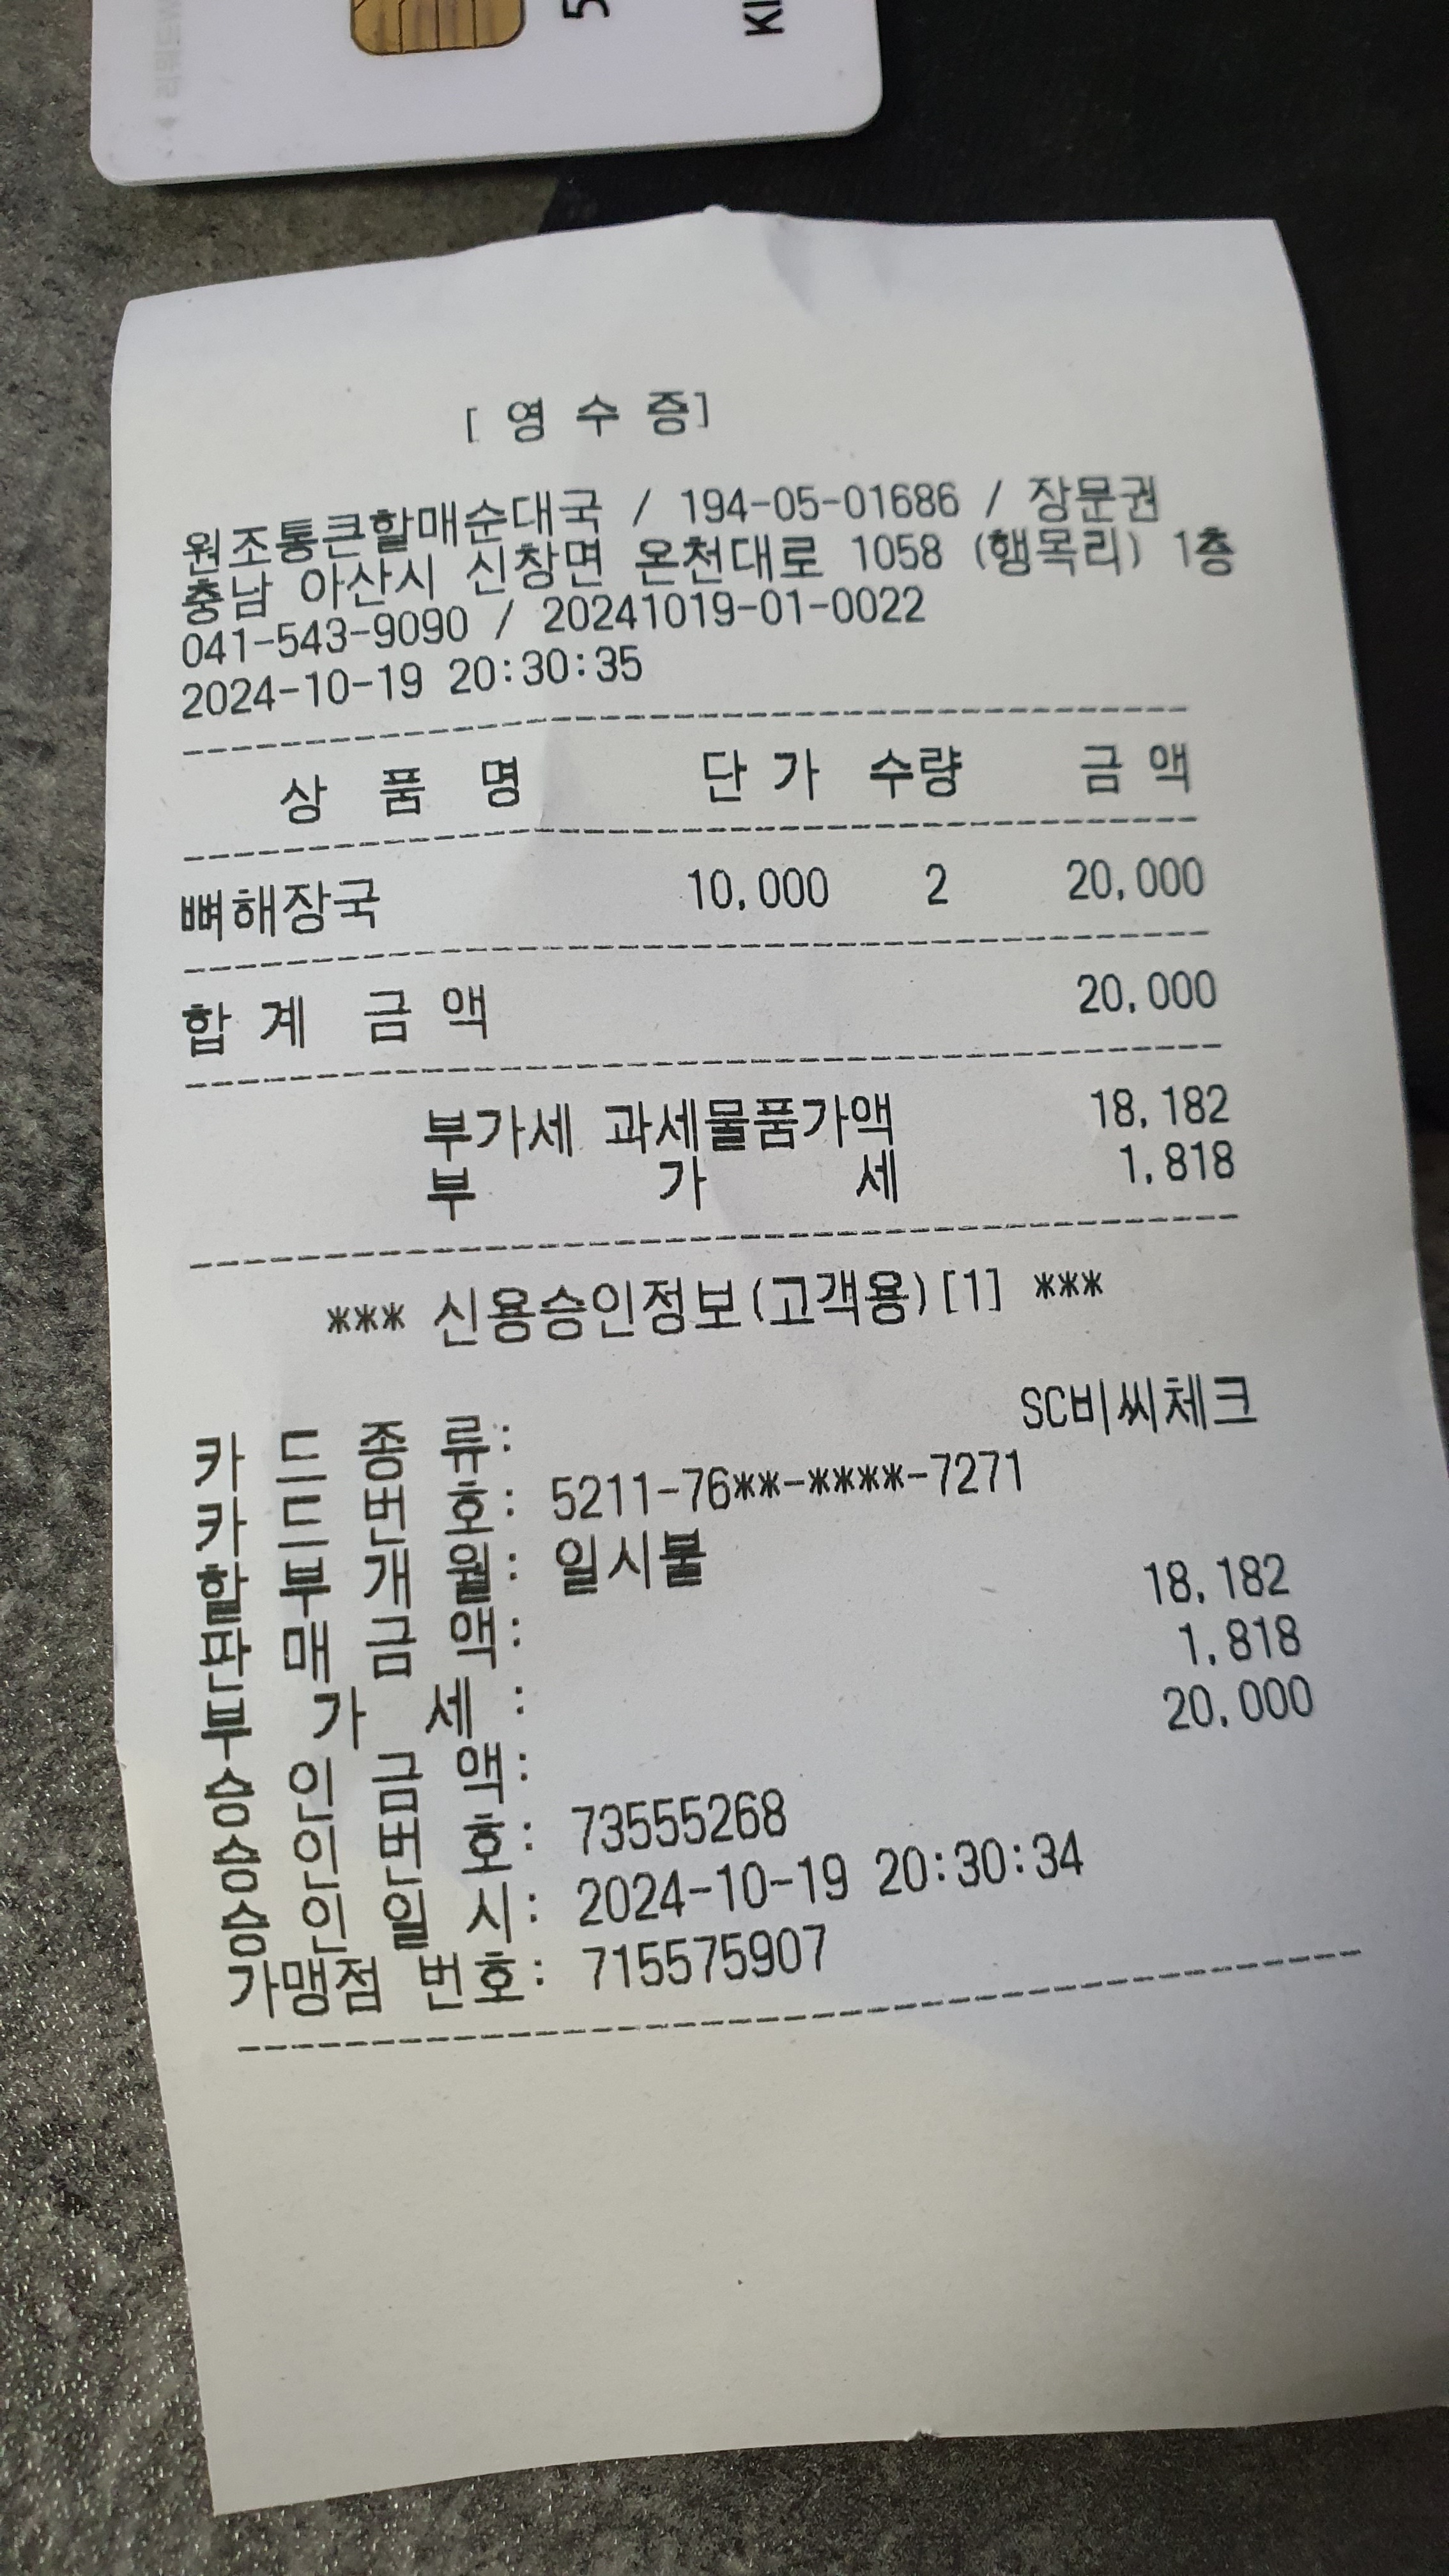 5
KI
[ 영 수 증]
원조통큰할매순대국 / 194-05-01686 / 장문권
충남 아산시 신창면 온천대로 1058 (행목리) 1층
041-543-9090 / 20241019-01-0022
2024-10-19 20:30:35
상 품 명 단 가 수량 금 액
뼈해장국 10,000 2 20,000
합 계 금 액 20,000
부가세 과세물품가액 18,182
부 가 세 1,818
*** 신용승인정보(고객용)[1] ***
카 드 종 류: SC비씨체크
카 드 번 호: 5211-76**-****-7271
할 부 개 월: 일시불
판 매 금 액: 18,182
부 가 세 : 1,818
승 인 금 액: 20,000
승 인 번 호: 73555268
승 인 일 시: 2024-10-19 20:30:34
가맹점 번호: 715575907